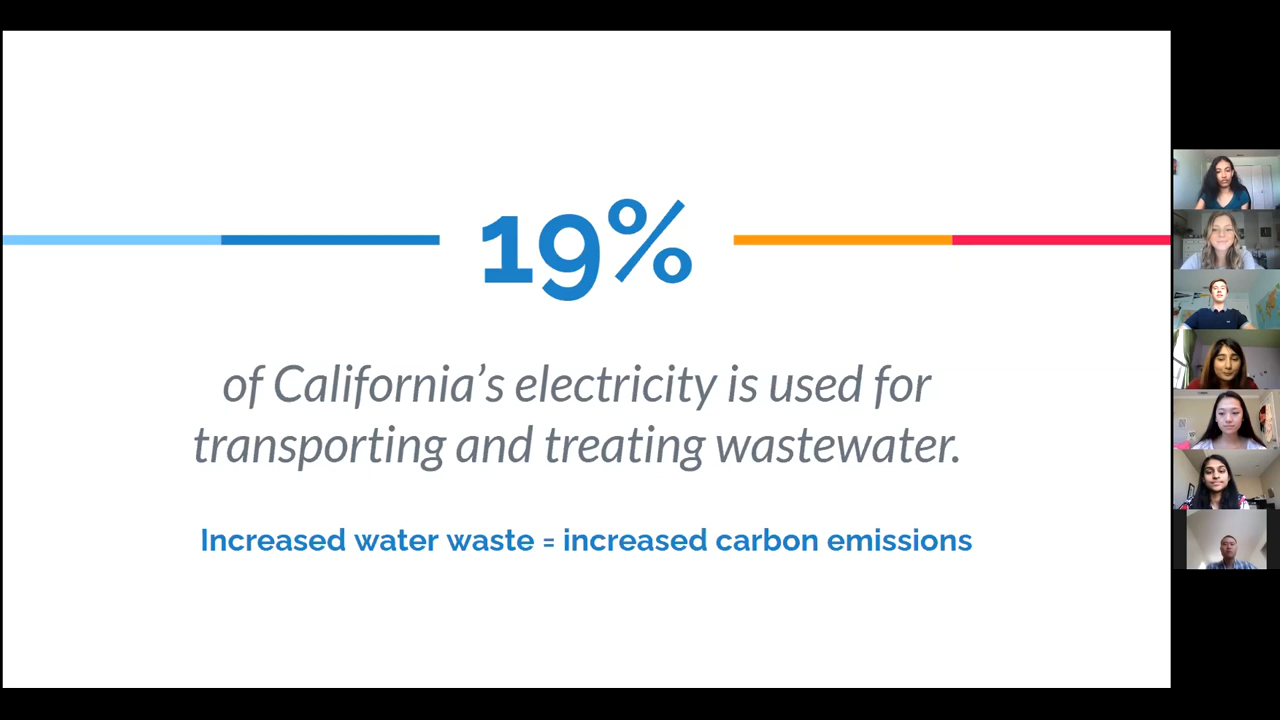 19%
of California’s electricity is used for
transporting and treating wastewater.
Increased water waste = increased carbon emissions